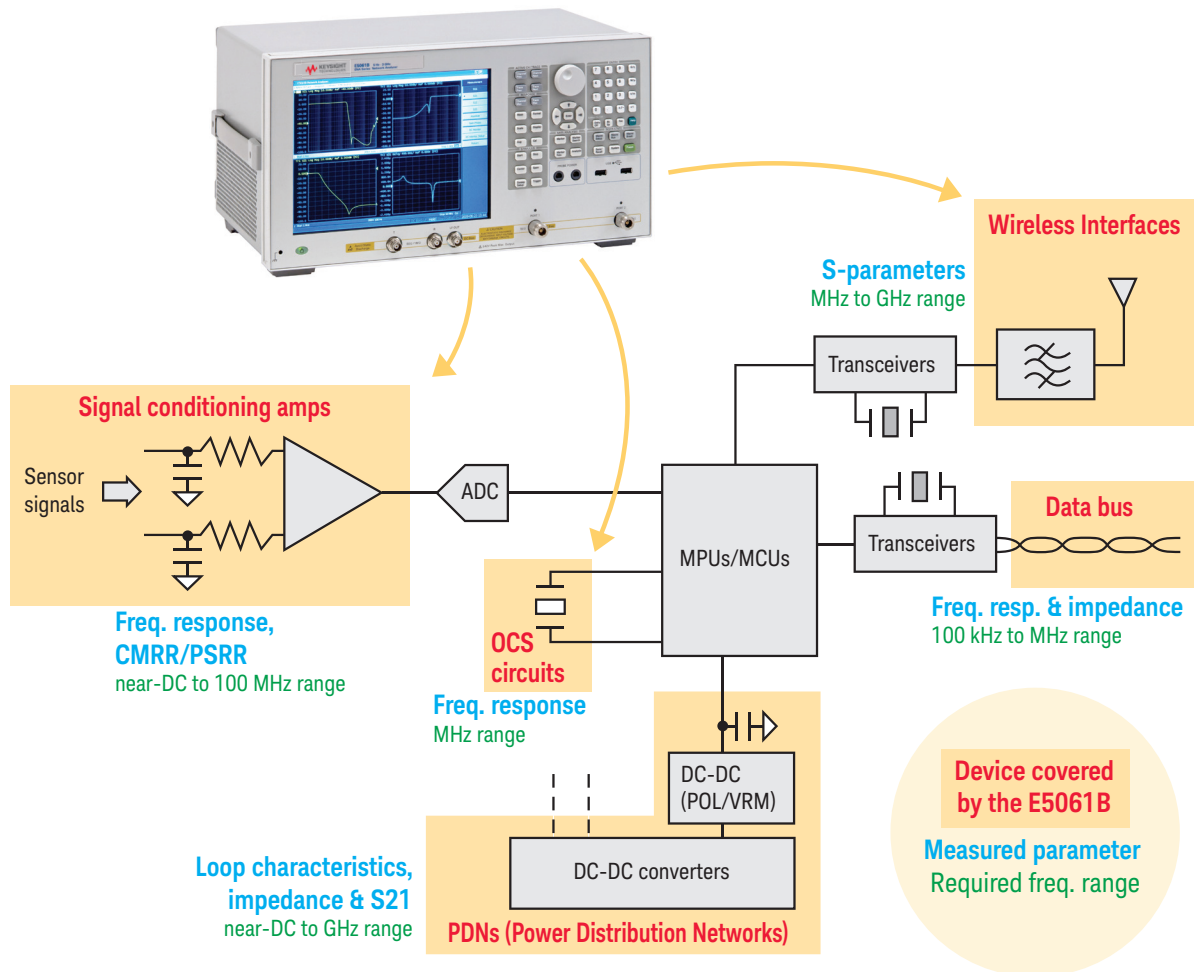 KEYSIGHT
TECHNOLOGIES
Wireless Interfaces
S-parameters
MHz to GHz range
Transceivers
Signal conditioning amps
Sensor
signals
ADC
MPUs/MCUs
Data bus
Transceivers
Freq. resp. & impedance
100 kHz to MHz range
Freq. response,
CMRR/PSRR
near-DC to 100 MHz range
OCS
circuits
Freq. response
MHz range
DC-DC
(POL/VRM)
Device covered
by the E5061B
Measured parameter
Required freq. range
Loop characteristics,
impedance & S21
near-DC to GHz range
DC-DC converters
PDNs (Power Distribution Networks)